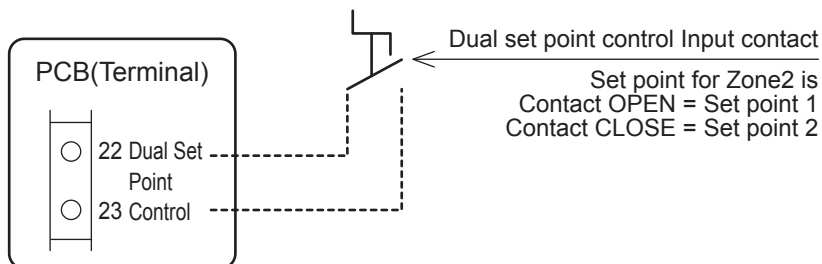 Dual set point control Input contact
PCB(Terminal)
Set point for Zone2 is
Contact OPEN = Set point 1
Contact CLOSE = Set point 2
22 Dual Set
Point
23 Control